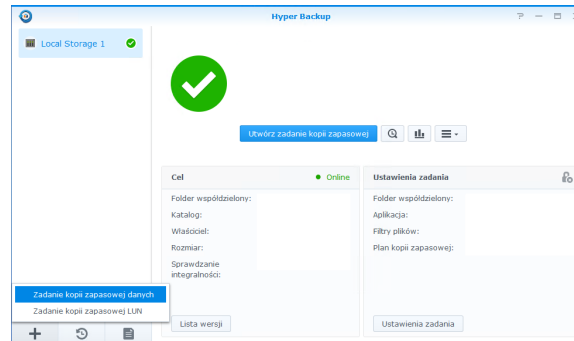 Hyper Backup
Local Storage 1
Utwórz zadanie kopii zapasowej
Cel
Online
Folder współdzielony:
Katalog:
Właściciel:
Rozmiar:
Sprawdzanie
integralności:
Lista wersji
Ustawienia zadania
Folder współdzielony:
Aplikacja:
Filtry plików:
Plan kopii zapasowej:
Ustawienia zadania
Zadanie kopii zapasowej danych
Zadanie kopii zapasowej LUN